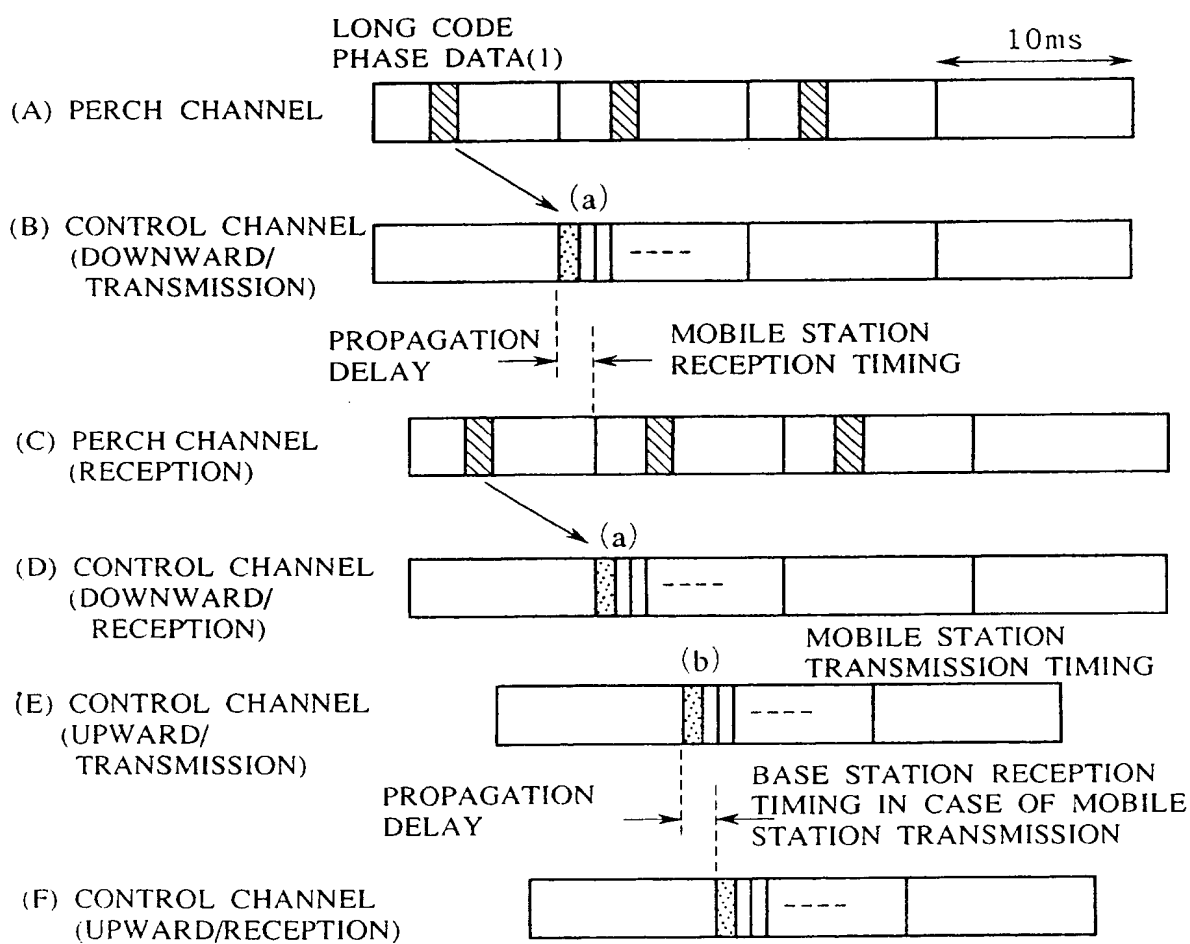 LONG CODE
PHASE DATA(1)
10ms
(A) PERCH CHANNEL
(a)
(B) CONTROL CHANNEL
(DOWNWARD/
TRANSMISSION)
PROPAGATION
DELAY
MOBILE STATION
RECEPTION TIMING
(C) PERCH CHANNEL
(RECEPTION)
(a)
(D) CONTROL CHANNEL
(DOWNWARD/
RECEPTION)
MOBILE STATION
TRANSMISSION TIMING
(b)
(E) CONTROL CHANNEL
(UPWARD/
TRANSMISSION)
PROPAGATION
DELAY
BASE STATION RECEPTION
TIMING IN CASE OF MOBILE
STATION TRANSMISSION
(F) CONTROL CHANNEL
(UPWARD/RECEPTION)